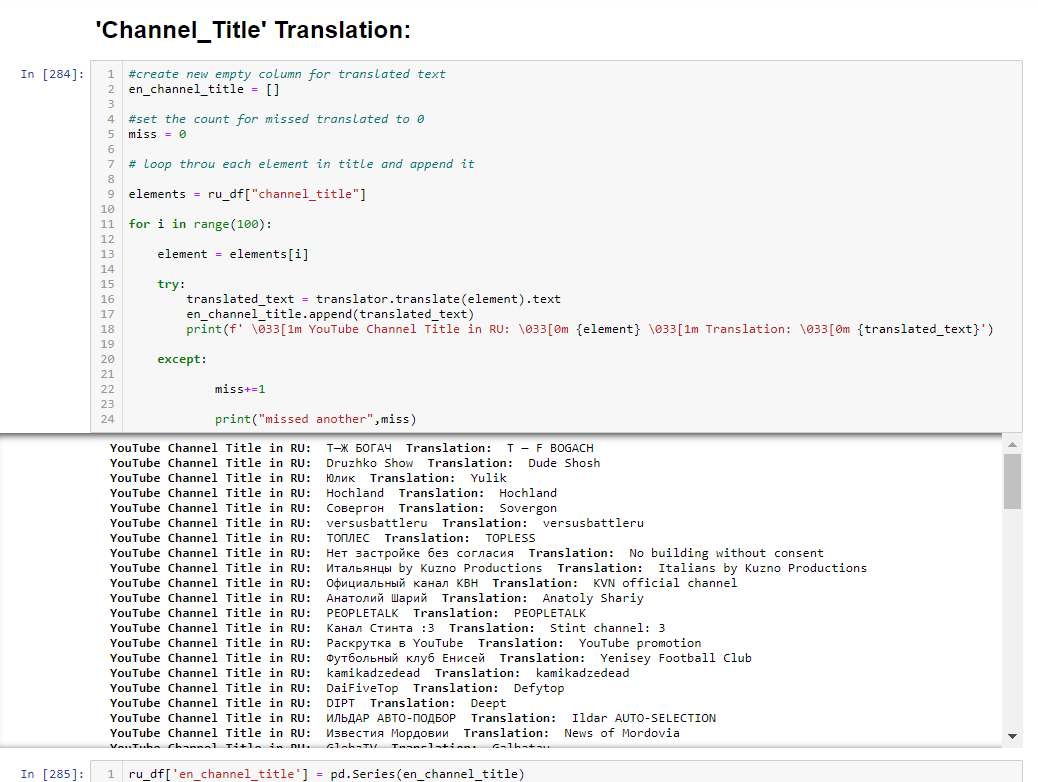 'Channel_Title' Translation:
In [284]:
1 #create new empty column for translated text
2 en_channel_title = []
3
4 #set the count for missed translated to 0
5 miss = 0
6
7 # loop throu each element in title and append it
8
9 elements = ru_df["channel_title"]
10
11 for i in range(100):
12
13 element = elements[i]
14
15 try:
16 translated_text = translator.translate(element).text
17 en_channel_title.append(translated_text)
18 print(f' \033[1m YouTube Channel Title in RU: \033[0m {element} \033[1m Translation: \033[0m {translated_text}')
19
20 except:
21
22 miss+=1
23
24 print("missed another",miss)
YouTube Channel Title in RU: Т—Ж БОГАЧ Translation: T — F BOGACH
YouTube Channel Title in RU: Druzhko Show Translation: Dude Shosh
YouTube Channel Title in RU: Юлик Translation: Yulik
YouTube Channel Title in RU: Hochland Translation: Hochland
YouTube Channel Title in RU: Совергон Translation: Sovergon
YouTube Channel Title in RU: versusbattleru Translation: versusbattleru
YouTube Channel Title in RU: ТОПЛЕС Translation: TOPLESS
YouTube Channel Title in RU: Нет застройке без согласия Translation: No building without consent
YouTube Channel Title in RU: Итальянцы by Kuzno Productions Translation: Italians by Kuzno Productions
YouTube Channel Title in RU: Официальный канал КВН Translation: KVN official channel
YouTube Channel Title in RU: Анатолий Шарий Translation: Anatoly Shariy
YouTube Channel Title in RU: PEOPLETALK Translation: PEOPLETALK
YouTube Channel Title in RU: Канал Стинта :3 Translation: Stint channel: 3
YouTube Channel Title in RU: Раскрутка в YouTube Translation: YouTube promotion
YouTube Channel Title in RU: Футбольный клуб Енисей Translation: Yenisey Football Club
YouTube Channel Title in RU: kamikadzedead Translation: kamikadzedead
YouTube Channel Title in RU: DaiFiveTop Translation: Defytop
YouTube Channel Title in RU: DIPT Translation: Deept
YouTube Channel Title in RU: ИЛЬДАР АВТО-ПОДБОР Translation: Ildar AUTO-SELECTION
YouTube Channel Title in RU: Известия Мордовии Translation: News of Mordovia
YouTube Channel Title in RU: GlobaTV Translation: Galbatav
In [285]:
1 ru_df['en_channel_title'] = pd.Series(en_channel_title)